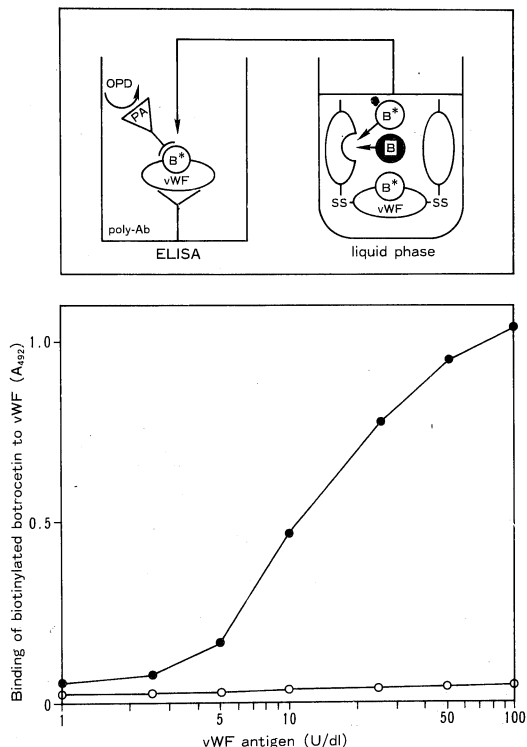 OPD
PA
B*
vWF
poly-Ab
ELISA
B*
B
B*
vWF
SS
SS
liquid phase
Binding of biotinylated botrocetin to vWF (A₄₉₂)
1.0
0.5
0
1
5
10
50
100
vWF antigen (U/dl)